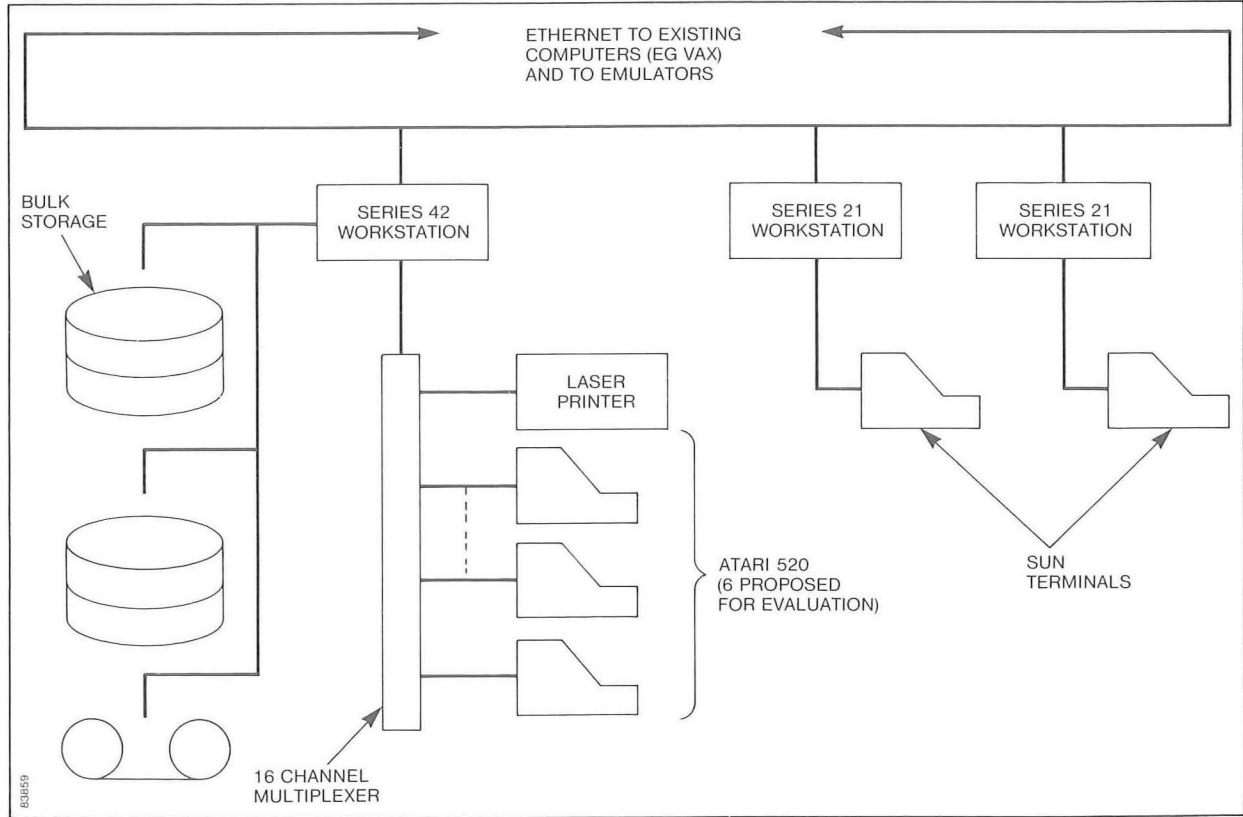 ETHERNET TO EXISTING
COMPUTERS (EG VAX)
AND TO EMULATORS
BULK
STORAGE
SERIES 42
WORKSTATION
SERIES 21
WORKSTATION
SERIES 21
WORKSTATION
LASER
PRINTER
ATARI 520
(6 PROPOSED
FOR EVALUATION)
SUN
TERMINALS
16 CHANNEL
MULTIPLEXER
83859